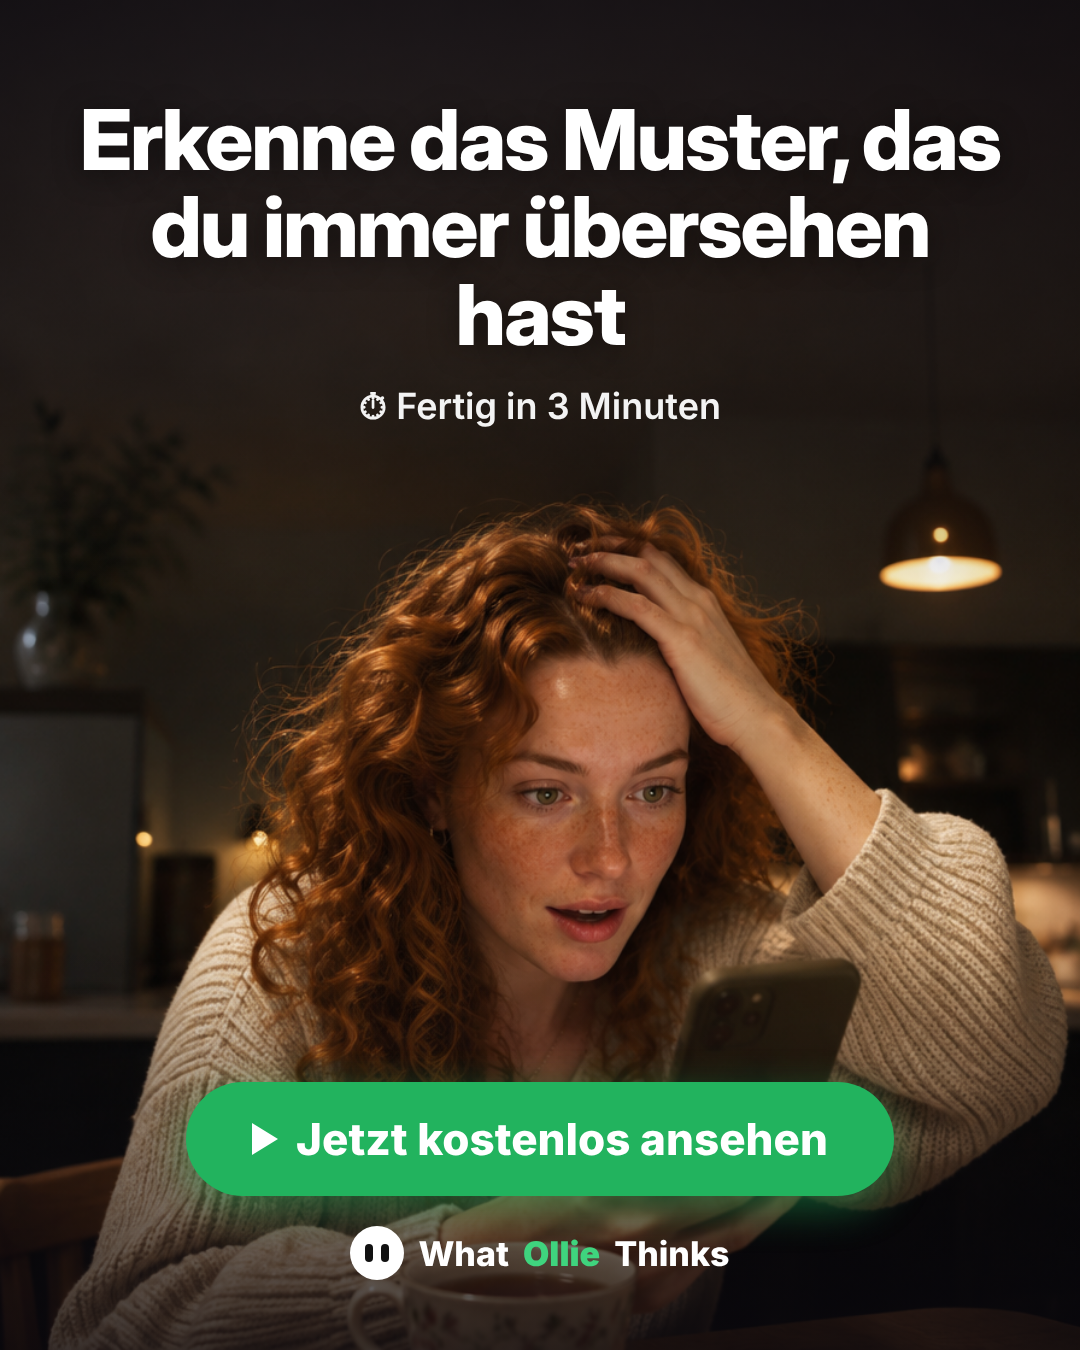 Erkenne das Muster, das
du immer übersehen
hast
⏱ Fertig in 3 Minuten
▶ Jetzt kostenlos ansehen
What Ollie Thinks